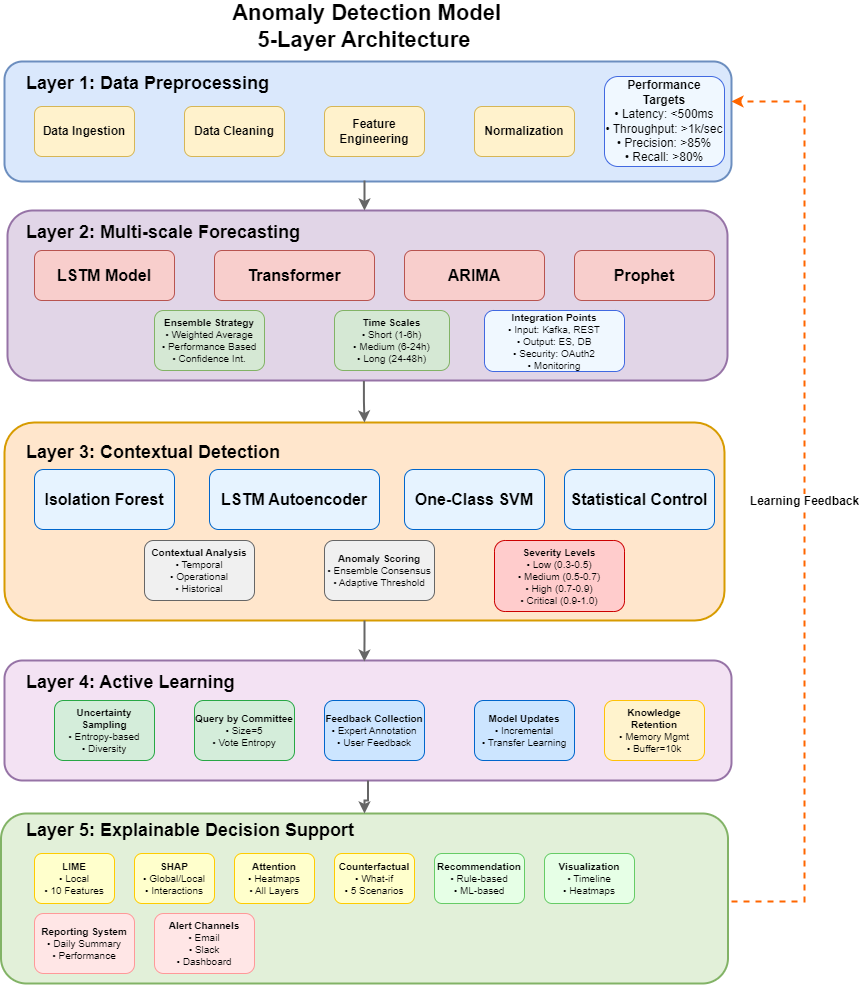 Anomaly Detection Model
5-Layer Architecture
Layer 1: Data Preprocessing
Data Ingestion
Data Cleaning
Feature
Engineering
Normalization
Performance
Targets
• Latency: <500ms
• Throughput: >1k/sec
• Precision: >85%
• Recall: >80%
Layer 2: Multi-scale Forecasting
LSTM Model
Transformer
ARIMA
Prophet
Ensemble Strategy
• Weighted Average
• Performance Based
• Confidence Int.
Time Scales
• Short (1-6h)
• Medium (6-24h)
• Long (24-48h)
Integration Points
• Input: Kafka, REST
• Output: ES, DB
• Security: OAuth2
• Monitoring
Layer 3: Contextual Detection
Isolation Forest
LSTM Autoencoder
One-Class SVM
Statistical Control
Contextual Analysis
• Temporal
• Operational
• Historical
Anomaly Scoring
• Ensemble Consensus
• Adaptive Threshold
Severity Levels
• Low (0.3-0.5)
• Medium (0.5-0.7)
• High (0.7-0.9)
• Critical (0.9-1.0)
Learning Feedback
Layer 4: Active Learning
Uncertainty
Sampling
• Entropy-based
• Diversity
Query by Committee
• Size=5
• Vote Entropy
Feedback Collection
• Expert Annotation
• User Feedback
Model Updates
• Incremental
• Transfer Learning
Knowledge
Retention
• Memory Mgmt
• Buffer=10k
Layer 5: Explainable Decision Support
LIME
• Local
• 10 Features
SHAP
• Global/Local
• Interactions
Attention
• Heatmaps
• All Layers
Counterfactual
• What-if
• 5 Scenarios
Recommendation
• Rule-based
• ML-based
Visualization
• Timeline
• Heatmaps
Reporting System
• Daily Summary
• Performance
Alert Channels
• Email
• Slack
• Dashboard